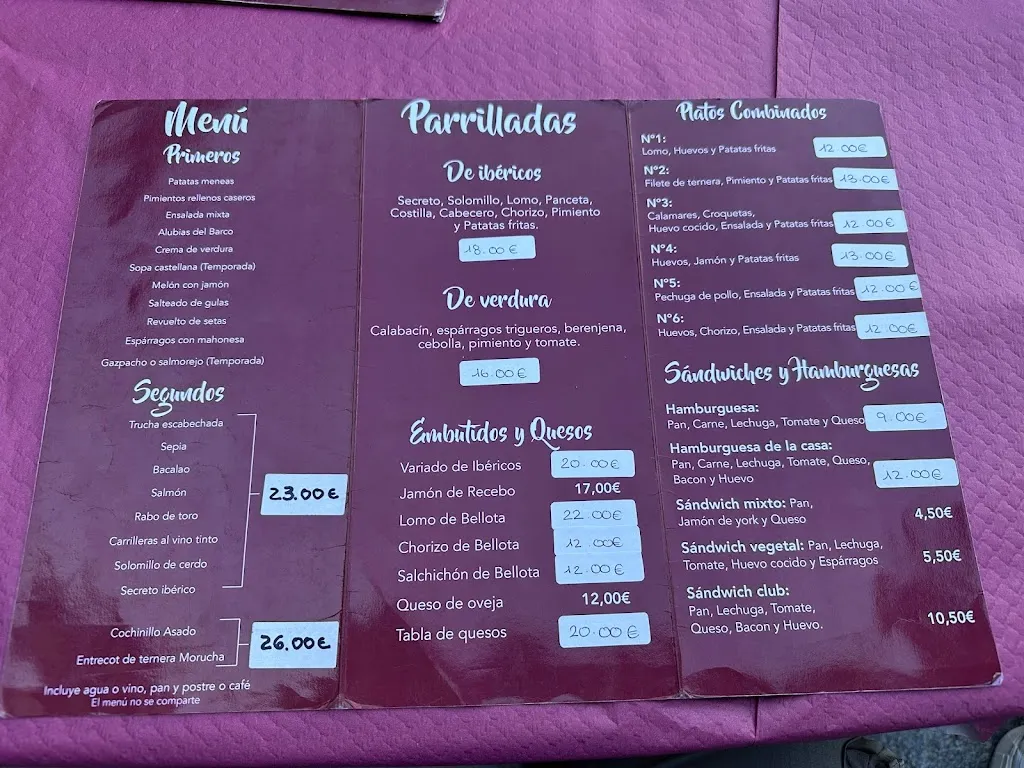 Menú
Primeros
Patatas meneas
Pimientos rellenos caseros
Ensalada mixta
Alubias del Barco
Crema de verdura
Sopa castellana (Temporada)
Melón con jamón
Salteado de gulas
Revuelto de setas
Espárragos con mahonesa
Gazpacho o salmorejo (Temporada)
Segundos
Trucha escabechada
Sepia
Bacalao
Salmón
Rabo de toro
Carrilleras al vino tinto
Solomillo de cerdo
Secreto ibérico
23.00€
Cochinillo Asado
Entrecot de ternera Morucha
26.00€
Incluye agua o vino, pan y postre o café
El menú no se comparte
Parrilladas
De ibéricos
Secreto, Solomillo, Lomo, Panceta,
Costilla, Cabecero, Chorizo, Pimiento
y Patatas fritas.
18.00€
De verdura
Calabacín, espárragos trigueros, berenjena,
cebolla, pimiento y tomate.
16.00€
Embutidos y Quesos
Variado de Ibéricos 20.00€
Jamón de Recebo 17,00€
Lomo de Bellota 22.00€
Chorizo de Bellota 12.00€
Salchichón de Bellota 12.00€
Queso de oveja 12,00€
Tabla de quesos 20.00€
Platos Combinados
Nº1:
Lomo, Huevos y Patatas fritas 12 00€
Nº2:
Filete de ternera, Pimiento y Patatas fritas 13.00€
Nº3:
Calamares, Croquetas,
Huevo cocido, Ensalada y Patatas fritas 12.00€
Nº4:
Huevos, Jamón y Patatas fritas 13.00€
Nº5:
Pechuga de pollo, Ensalada y Patatas fritas 12.00€
Nº6:
Huevos, Chorizo, Ensalada y Patatas fritas 12.00€
Sándwiches y Hamburguesas
Hamburguesa:
Pan, Carne, Lechuga, Tomate y Queso 9.00€
Hamburguesa de la casa:
Pan, Carne, Lechuga, Tomate, Queso,
Bacon y Huevo 12.00€
Sándwich mixto: Pan,
Jamón de york y Queso 4,50€
Sándwich vegetal: Pan, Lechuga,
Tomate, Huevo cocido y Espárragos 5,50€
Sándwich club:
Pan, Lechuga, Tomate,
Queso, Bacon y Huevo. 10,50€